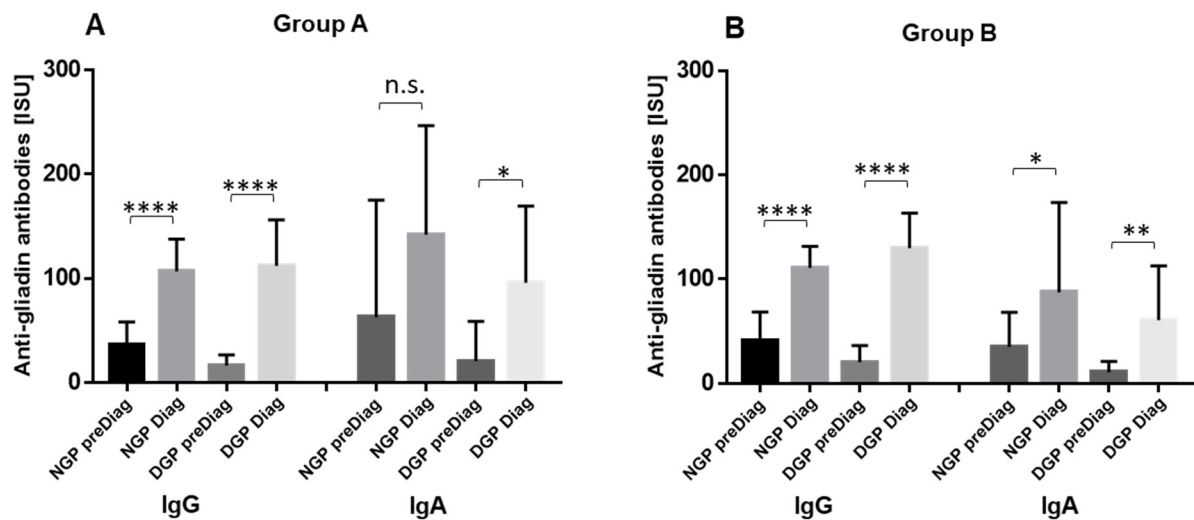 A
Group A
Anti-gliadin antibodies [ISU]
300
200
100
0
****
****
n.s.
*
NGP preDiag
NGP Diag
DGP preDiag
DGP Diag
NGP preDiag
NGP Diag
DGP preDiag
DGP Diag
IgG
IgA
B
Group B
Anti-gliadin antibodies [ISU]
300
200
100
0
****
****
*
**
NGP preDiag
NGP Diag
DGP preDiag
DGP Diag
NGP preDiag
NGP Diag
DGP preDiag
DGP Diag
IgG
IgA